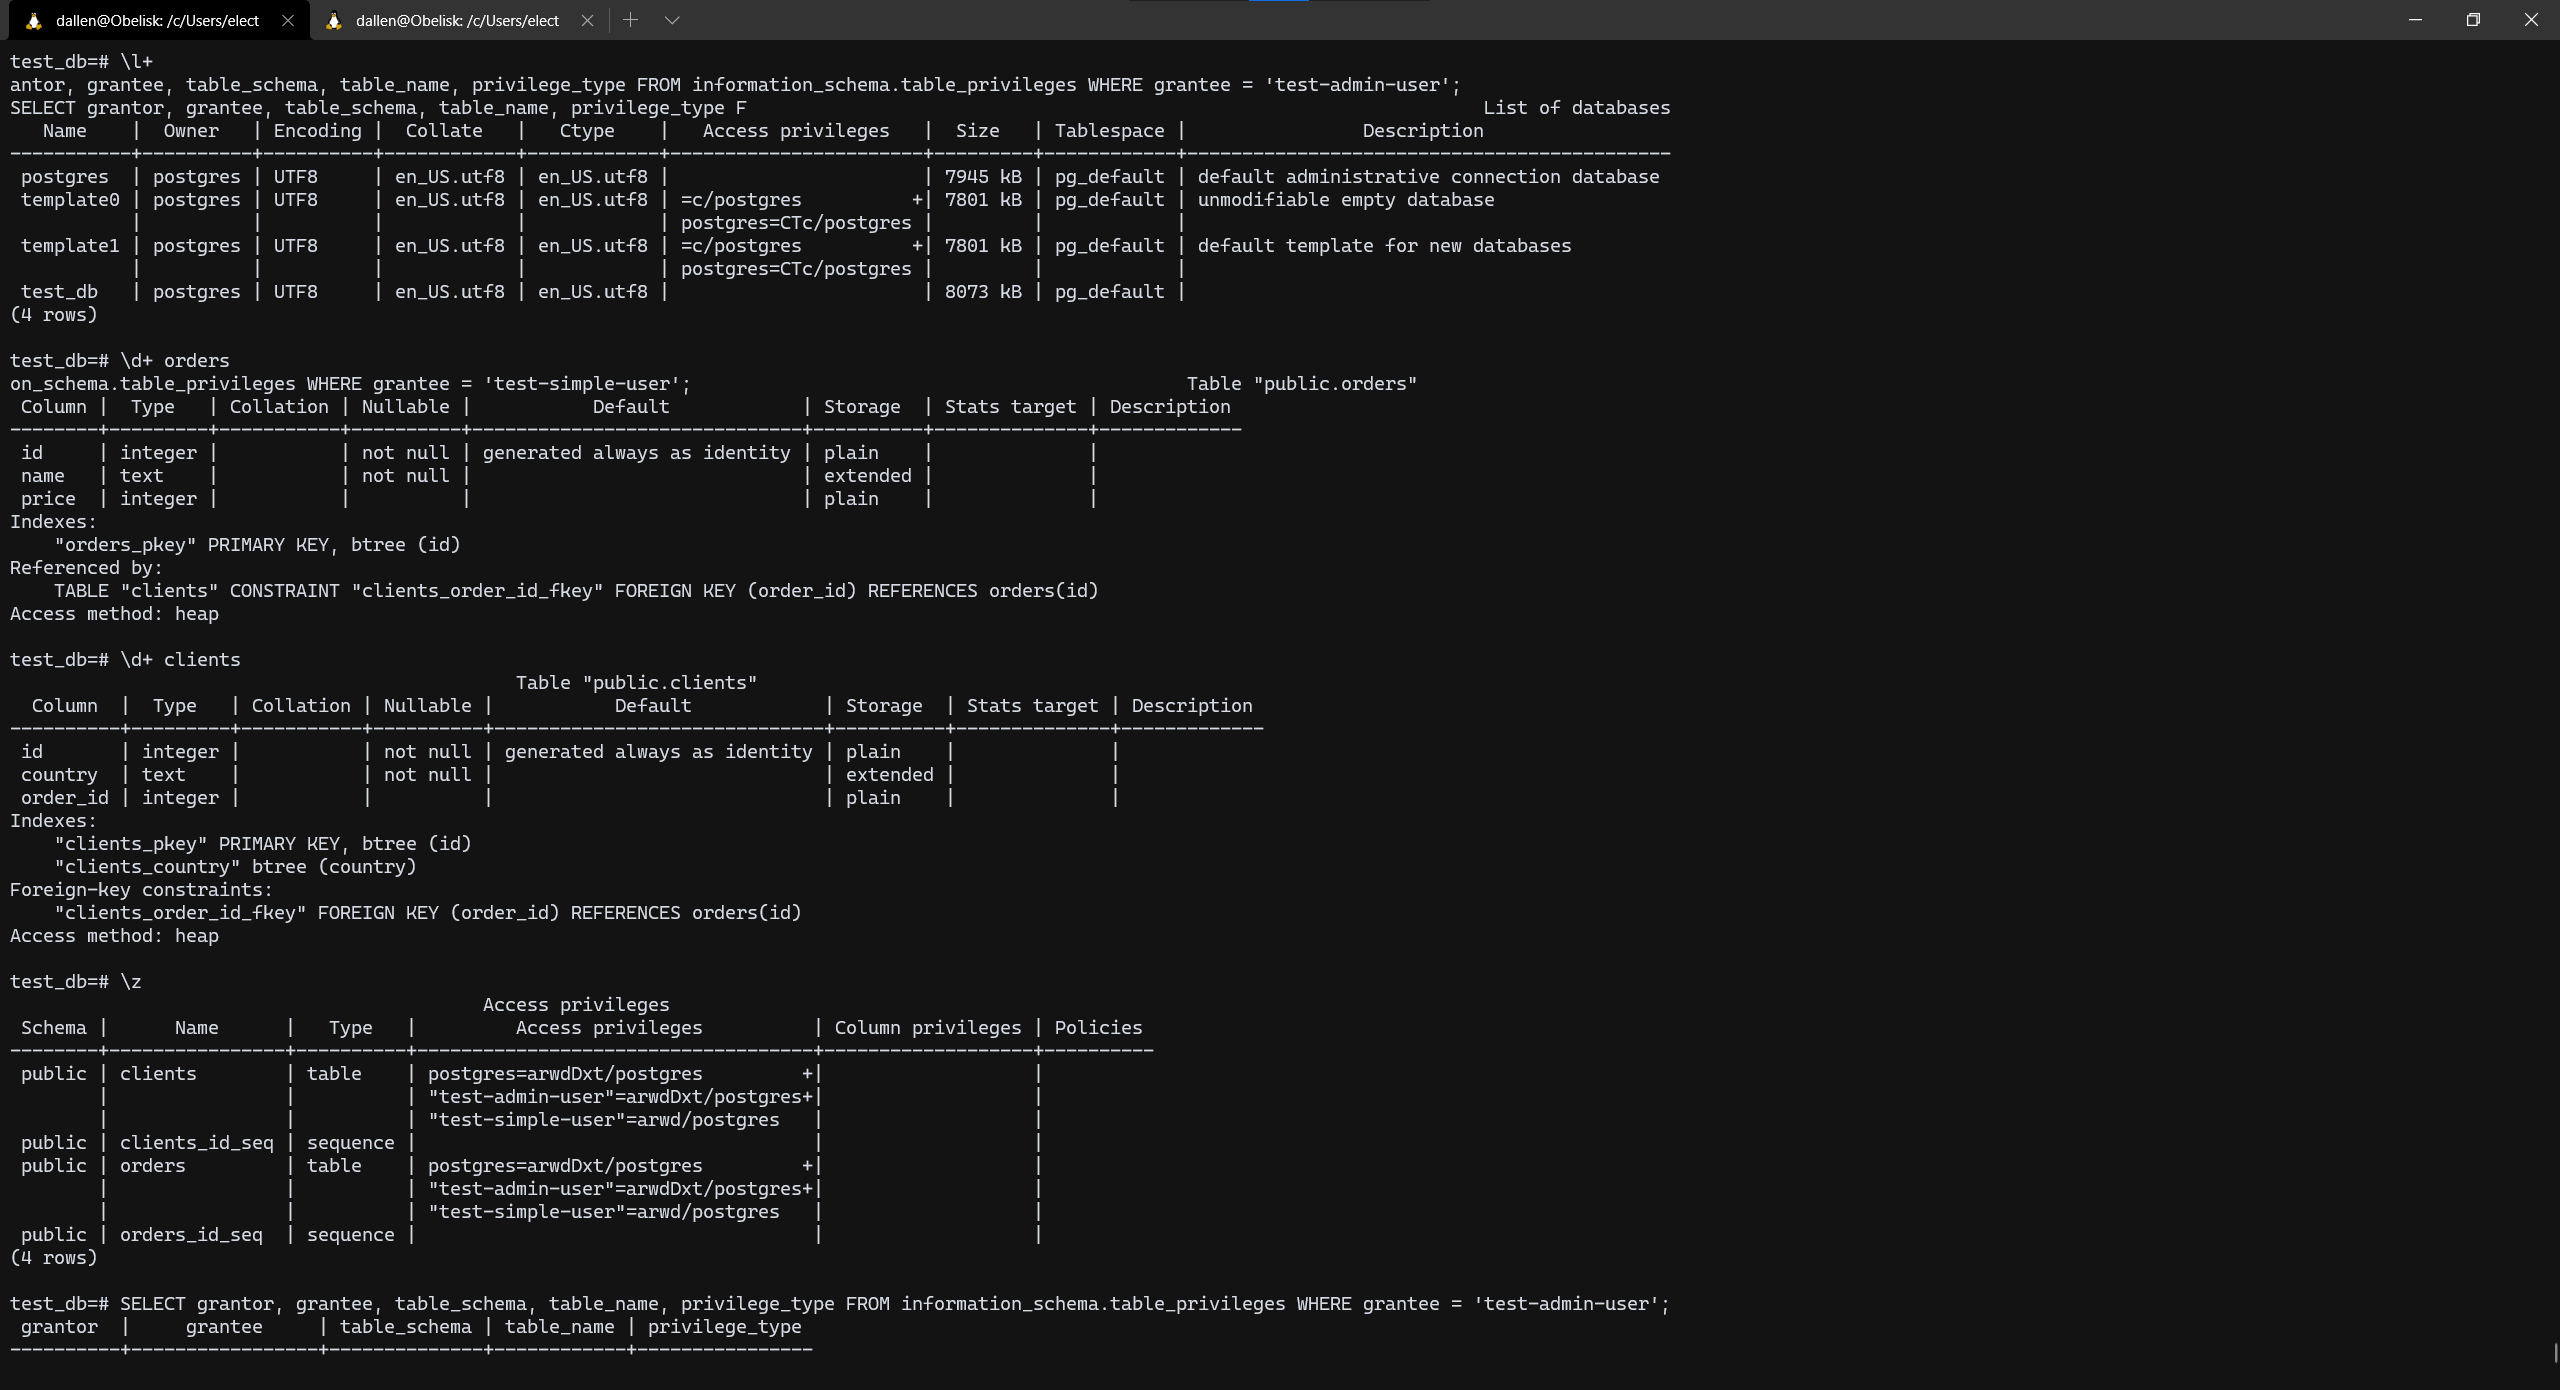 dallen@Obelisk: /c/Users/elect
dallen@Obelisk: /c/Users/elect
test_db=# \l+
antor, grantee, table_schema, table_name, privilege_type FROM information_schema.table_privileges WHERE grantee = 'test-admin-user';
SELECT grantor, grantee, table_schema, table_name, privilege_type F                                                                   List of databases
   Name    |  Owner   | Encoding |  Collate   |   Ctype    |   Access privileges   |  Size   | Tablespace |                Description
-----------+----------+----------+------------+------------+-----------------------+---------+------------+--------------------------------------------
 postgres  | postgres | UTF8     | en_US.utf8 | en_US.utf8 |                       | 7945 kB | pg_default | default administrative connection database
 template0 | postgres | UTF8     | en_US.utf8 | en_US.utf8 | =c/postgres          +| 7801 kB | pg_default | unmodifiable empty database
           |          |          |            |            | postgres=CTc/postgres |         |            |
 template1 | postgres | UTF8     | en_US.utf8 | en_US.utf8 | =c/postgres          +| 7801 kB | pg_default | default template for new databases
           |          |          |            |            | postgres=CTc/postgres |         |            |
 test_db   | postgres | UTF8     | en_US.utf8 | en_US.utf8 |                       | 8073 kB | pg_default |
(4 rows)
test_db=# \d+ orders
on_schema.table_privileges WHERE grantee = 'test-simple-user';                                             Table "public.orders"
 Column |  Type   | Collation | Nullable |           Default            | Storage  | Stats target | Description
--------+---------+-----------+----------+------------------------------+----------+--------------+-------------
 id     | integer |           | not null | generated always as identity | plain    |              |
 name   | text    |           | not null |                              | extended |              |
 price  | integer |           |          |                              | plain    |              |
Indexes:
    "orders_pkey" PRIMARY KEY, btree (id)
Referenced by:
    TABLE "clients" CONSTRAINT "clients_order_id_fkey" FOREIGN KEY (order_id) REFERENCES orders(id)
Access method: heap
test_db=# \d+ clients
                                              Table "public.clients"
  Column  |  Type   | Collation | Nullable |           Default            | Storage  | Stats target | Description
----------+---------+-----------+----------+------------------------------+----------+--------------+-------------
 id       | integer |           | not null | generated always as identity | plain    |              |
 country  | text    |           | not null |                              | extended |              |
 order_id | integer |           |          |                              | plain    |              |
Indexes:
    "clients_pkey" PRIMARY KEY, btree (id)
    "clients_country" btree (country)
Foreign-key constraints:
    "clients_order_id_fkey" FOREIGN KEY (order_id) REFERENCES orders(id)
Access method: heap
test_db=# \z
                                           Access privileges
 Schema |      Name      |   Type   |         Access privileges          | Column privileges | Policies
--------+----------------+----------+------------------------------------+-------------------+----------
 public | clients        | table    | postgres=arwdDxt/postgres         +|                   |
        |                |          | "test-admin-user"=arwdDxt/postgres+|                   |
        |                |          | "test-simple-user"=arwd/postgres   |                   |
 public | clients_id_seq | sequence |                                    |                   |
 public | orders         | table    | postgres=arwdDxt/postgres         +|                   |
        |                |          | "test-admin-user"=arwdDxt/postgres+|                   |
        |                |          | "test-simple-user"=arwd/postgres   |                   |
 public | orders_id_seq  | sequence |                                    |                   |
(4 rows)
test_db=# SELECT grantor, grantee, table_schema, table_name, privilege_type FROM information_schema.table_privileges WHERE grantee = 'test-admin-user';
 grantor  |     grantee     | table_schema | table_name | privilege_type
----------+-----------------+--------------+------------+----------------